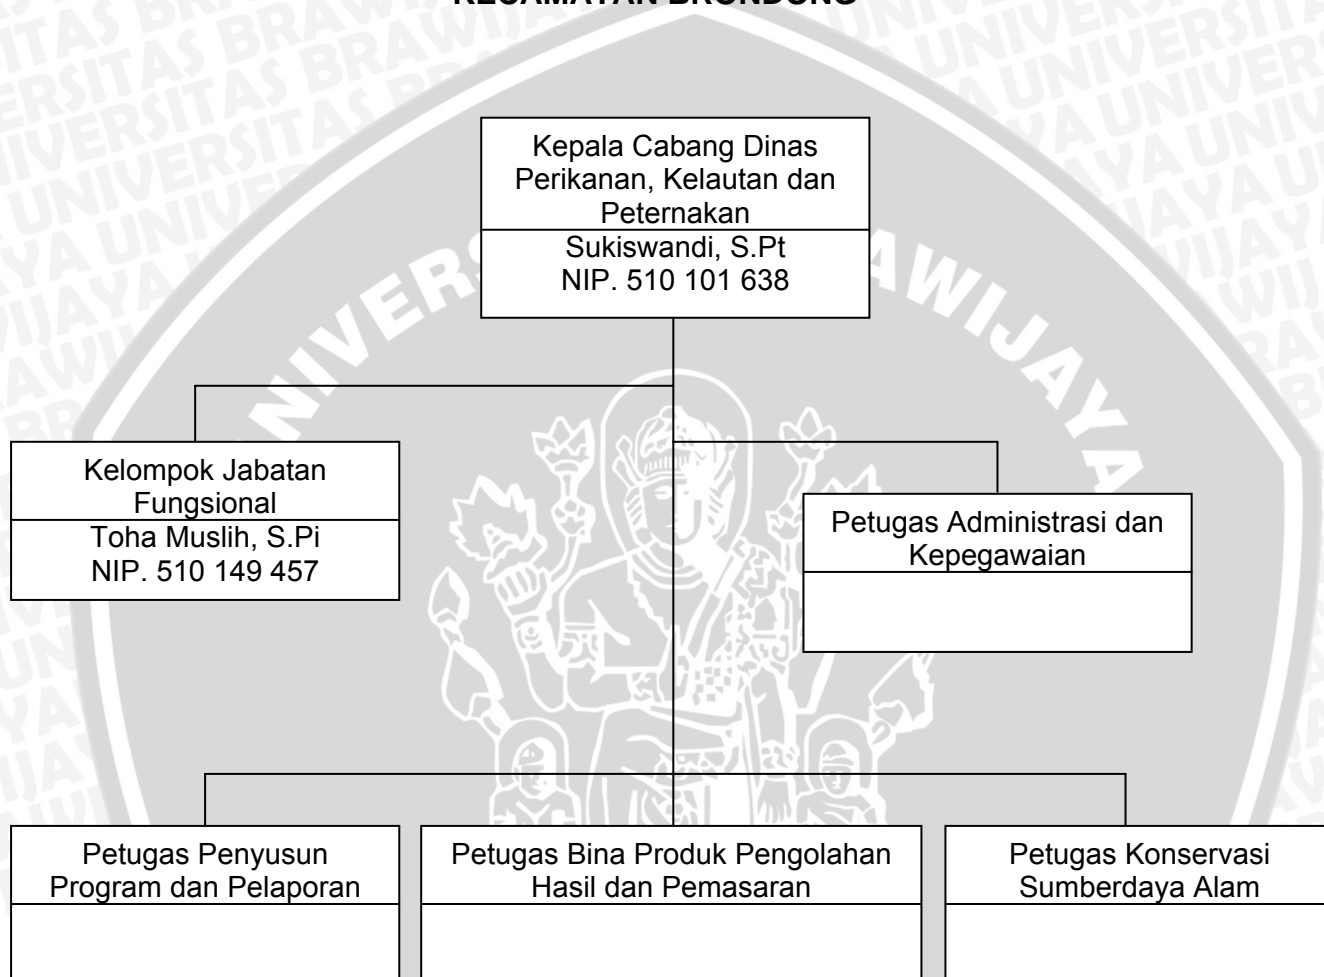 KECAMATAN BRONDONG
Kepala Cabang Dinas
Perikanan, Kelautan dan
Peternakan
Sukiswandi, S.Pt
NIP. 510 101 638
Kelompok Jabatan
Fungsional
Toha Muslih, S.Pi
NIP. 510 149 457
Petugas Administrasi dan
Kepegawaian
Petugas Penyusun
Program dan Pelaporan
Petugas Bina Produk Pengolahan
Hasil dan Pemasaran
Petugas Konservasi
Sumberdaya Alam